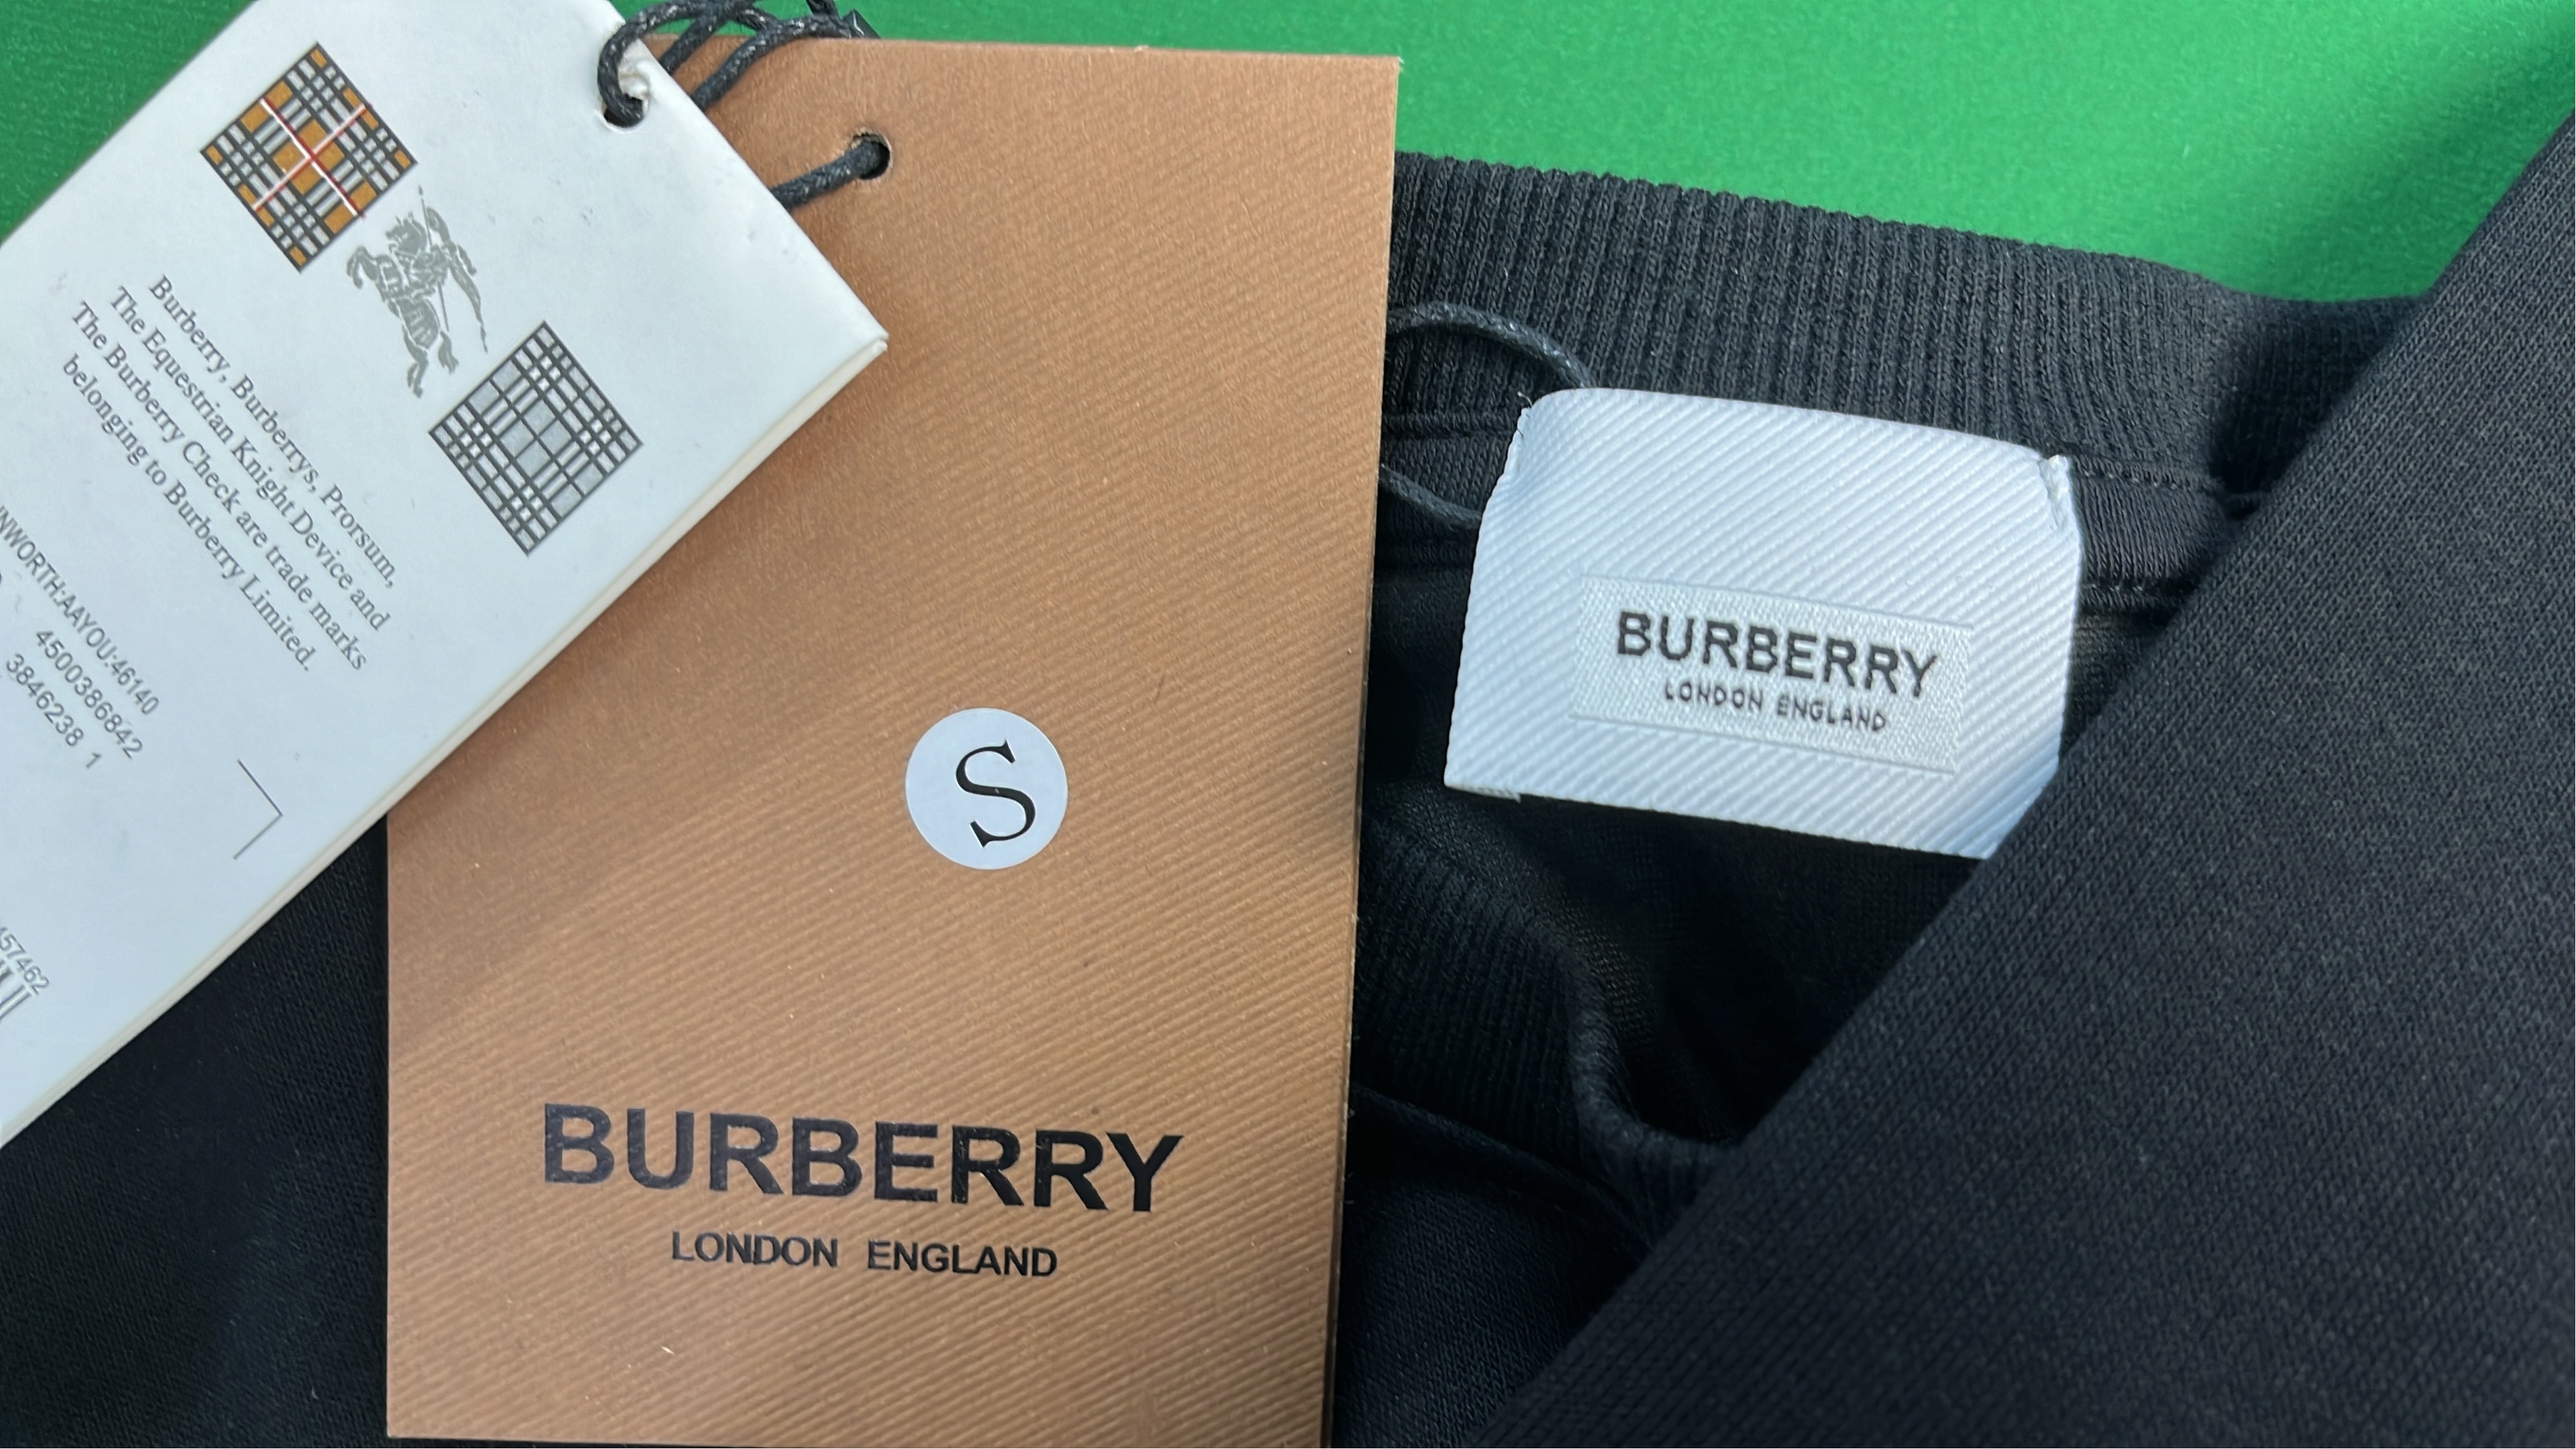 Burberry, Burberrys, Prorsum,
The Equestrian Knight Device and
The Burberry Check are trade marks
belonging to Burberry Limited.
NWORTH:AAYOU:46140
4500386842
3846238 1
457462
S
BURBERRY
LONDON ENGLAND
BURBERRY
LONDON ENGLAND